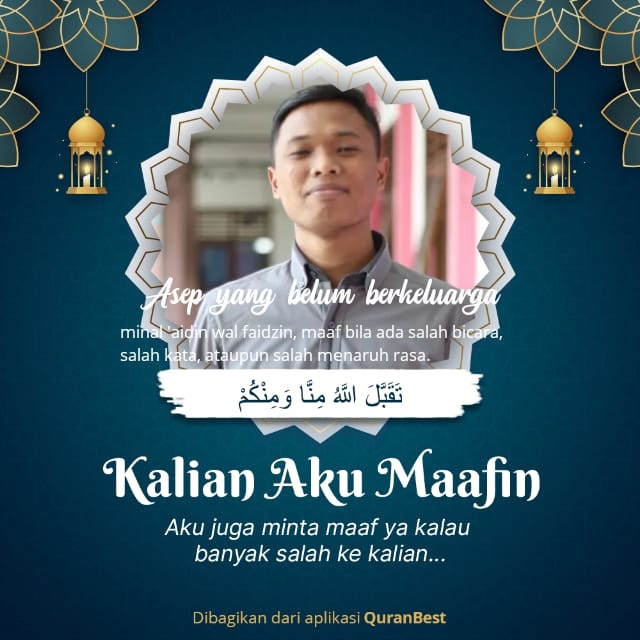 Asep yang belum berkeluarga
minal 'aidin wal faidzin, maaf bila ada salah bicara,
salah kata, ataupun salah menaruh rasa.
تَقَبَّلَ اللَّهُ مِنَّا وَمِنْكُمْ
Kalian Aku Maafin
Aku juga minta maaf ya kalau
banyak salah ke kalian...
Dibagikan dari aplikasi QuranBest